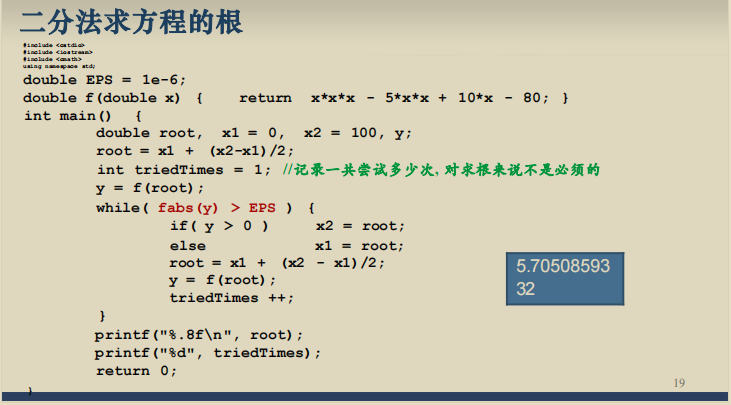 二分法求方程的根
#include <cstdio>
#include <iostream>
#include <cmath>
using namespace std;
double EPS = 1e-6;
double f(double x) { return x*x*x - 5*x*x + 10*x - 80; }
int main() {
double root, x1 = 0, x2 = 100, y;
root = x1 + (x2-x1)/2;
int triedTimes = 1; //记录一共尝试多少次, 对求根来说不是必须的
y = f(root);
while( fabs(y) > EPS ) {
if( y > 0 ) x2 = root;
else x1 = root;
root = x1 + (x2 - x1)/2;
y = f(root);
triedTimes ++;
}
printf("%.8f\n", root);
printf("%d", triedTimes);
return 0;
}
5.70508593
32
19